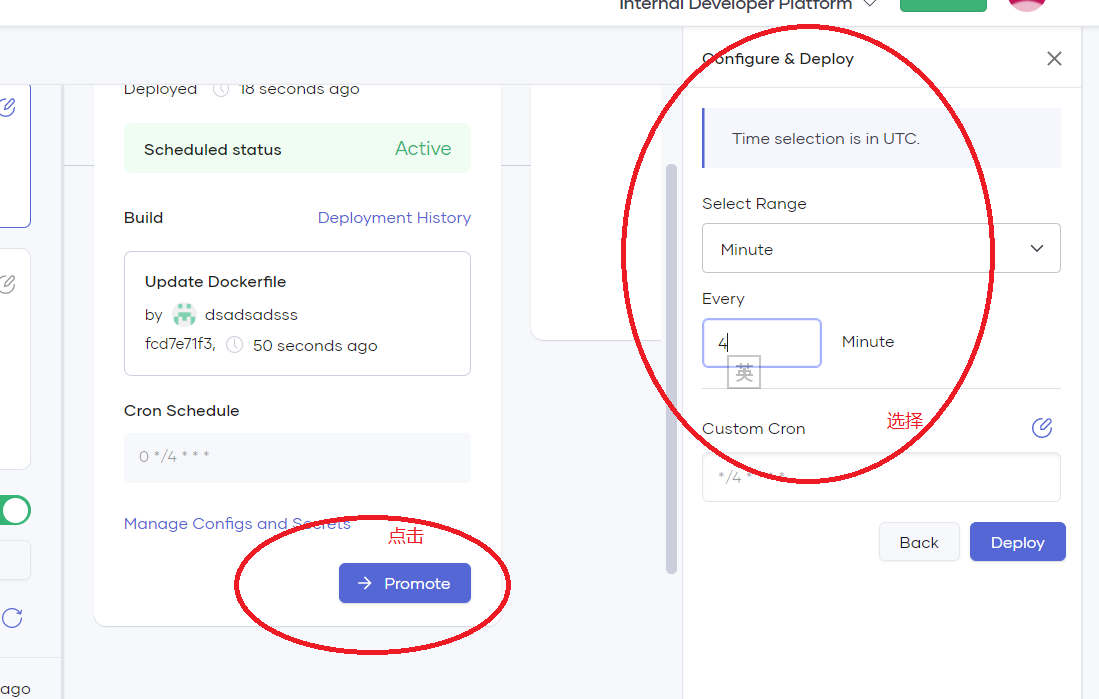 Internal Developer Platform
Deployed 18 seconds ago
Scheduled status Active
Build Deployment History
Update Dockerfile
by dsadsadsss
fcd7e71f3, 50 seconds ago
Cron Schedule
0 */4 * * *
Manage Configs and Secrets
点击
Promote
ago
Configure & Deploy
Time selection is in UTC.
Select Range
Minute
Every
4 Minute
英
Custom Cron 选择
*/4 * * * *
Back Deploy